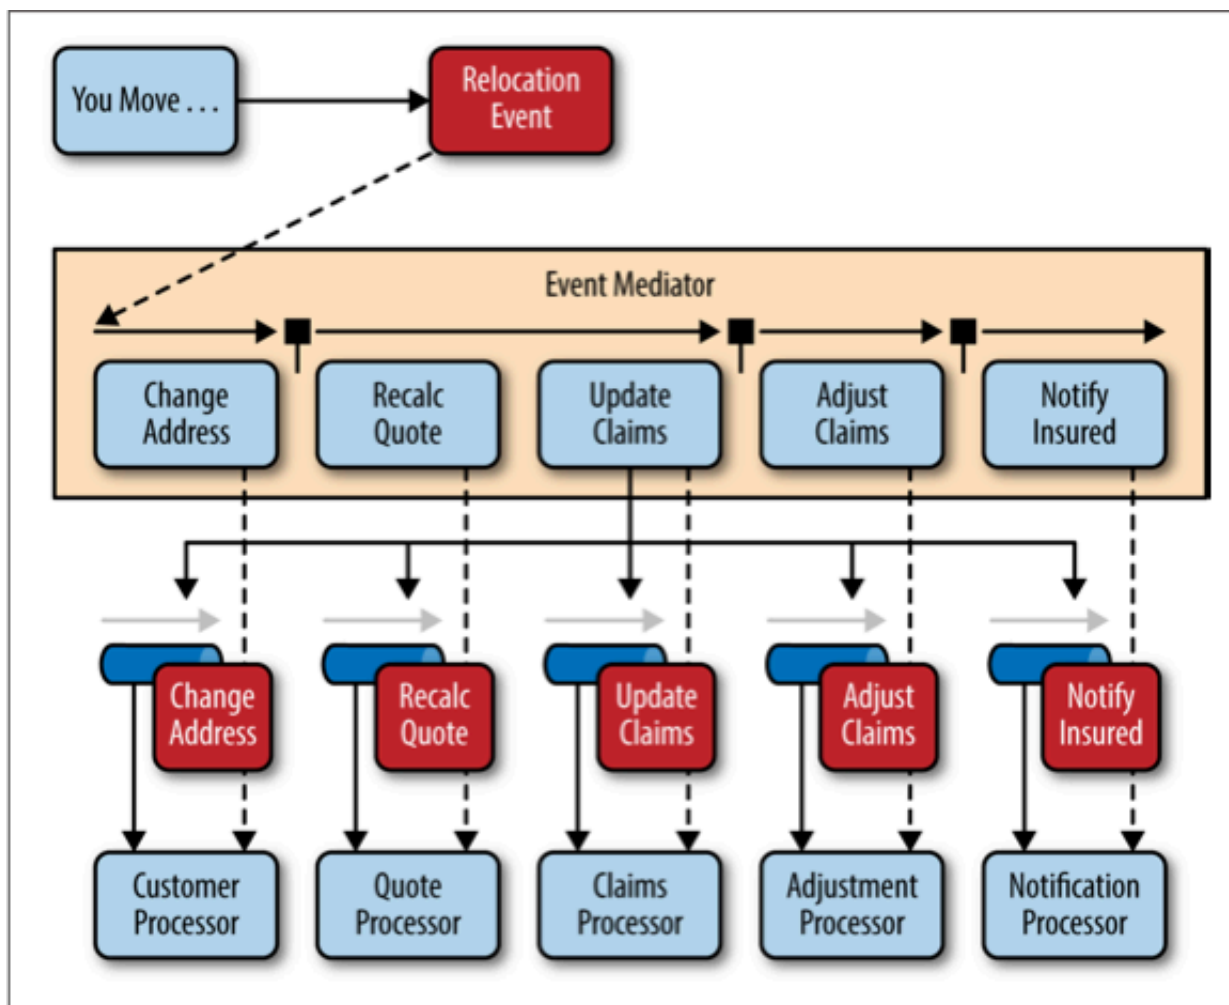 You Move . . .
Relocation
Event
Event Mediator
Change
Address
Recalc
Quote
Update
Claims
Adjust
Claims
Notify
Insured
Change
Address
Recalc
Quote
Update
Claims
Adjust
Claims
Notify
Insured
Customer
Processor
Quote
Processor
Claims
Processor
Adjustment
Processor
Notification
Processor